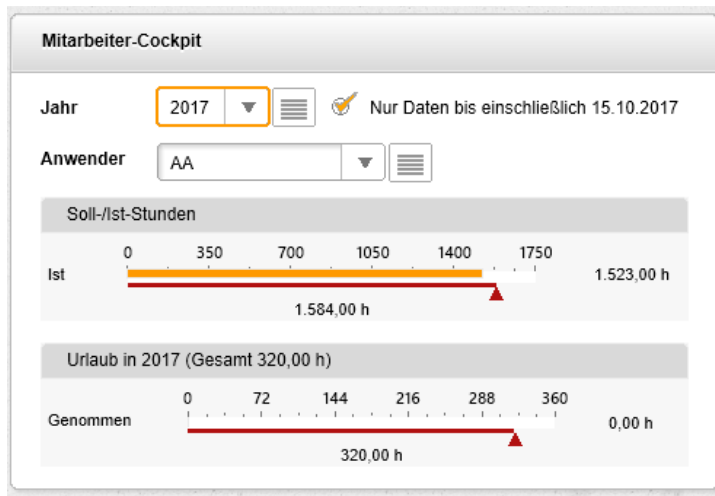 Mitarbeiter-Cockpit
Jahr 2017 Nur Daten bis einschließlich 15.10.2017
Anwender AA
Soll-/Ist-Stunden
0 350 700 1050 1400 1750
Ist 1.523,00 h
1.584,00 h
Urlaub in 2017 (Gesamt 320,00 h)
0 72 144 216 288 360
Genommen 0,00 h
320,00 h